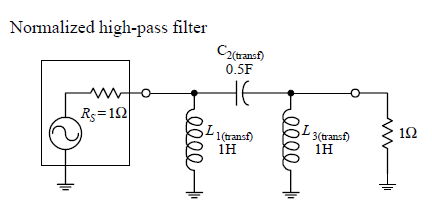 Normalized high-pass filter
C2(transf)
0.5F
RS=1Ω
L1(transf)
1H
L3(transf)
1H
1Ω